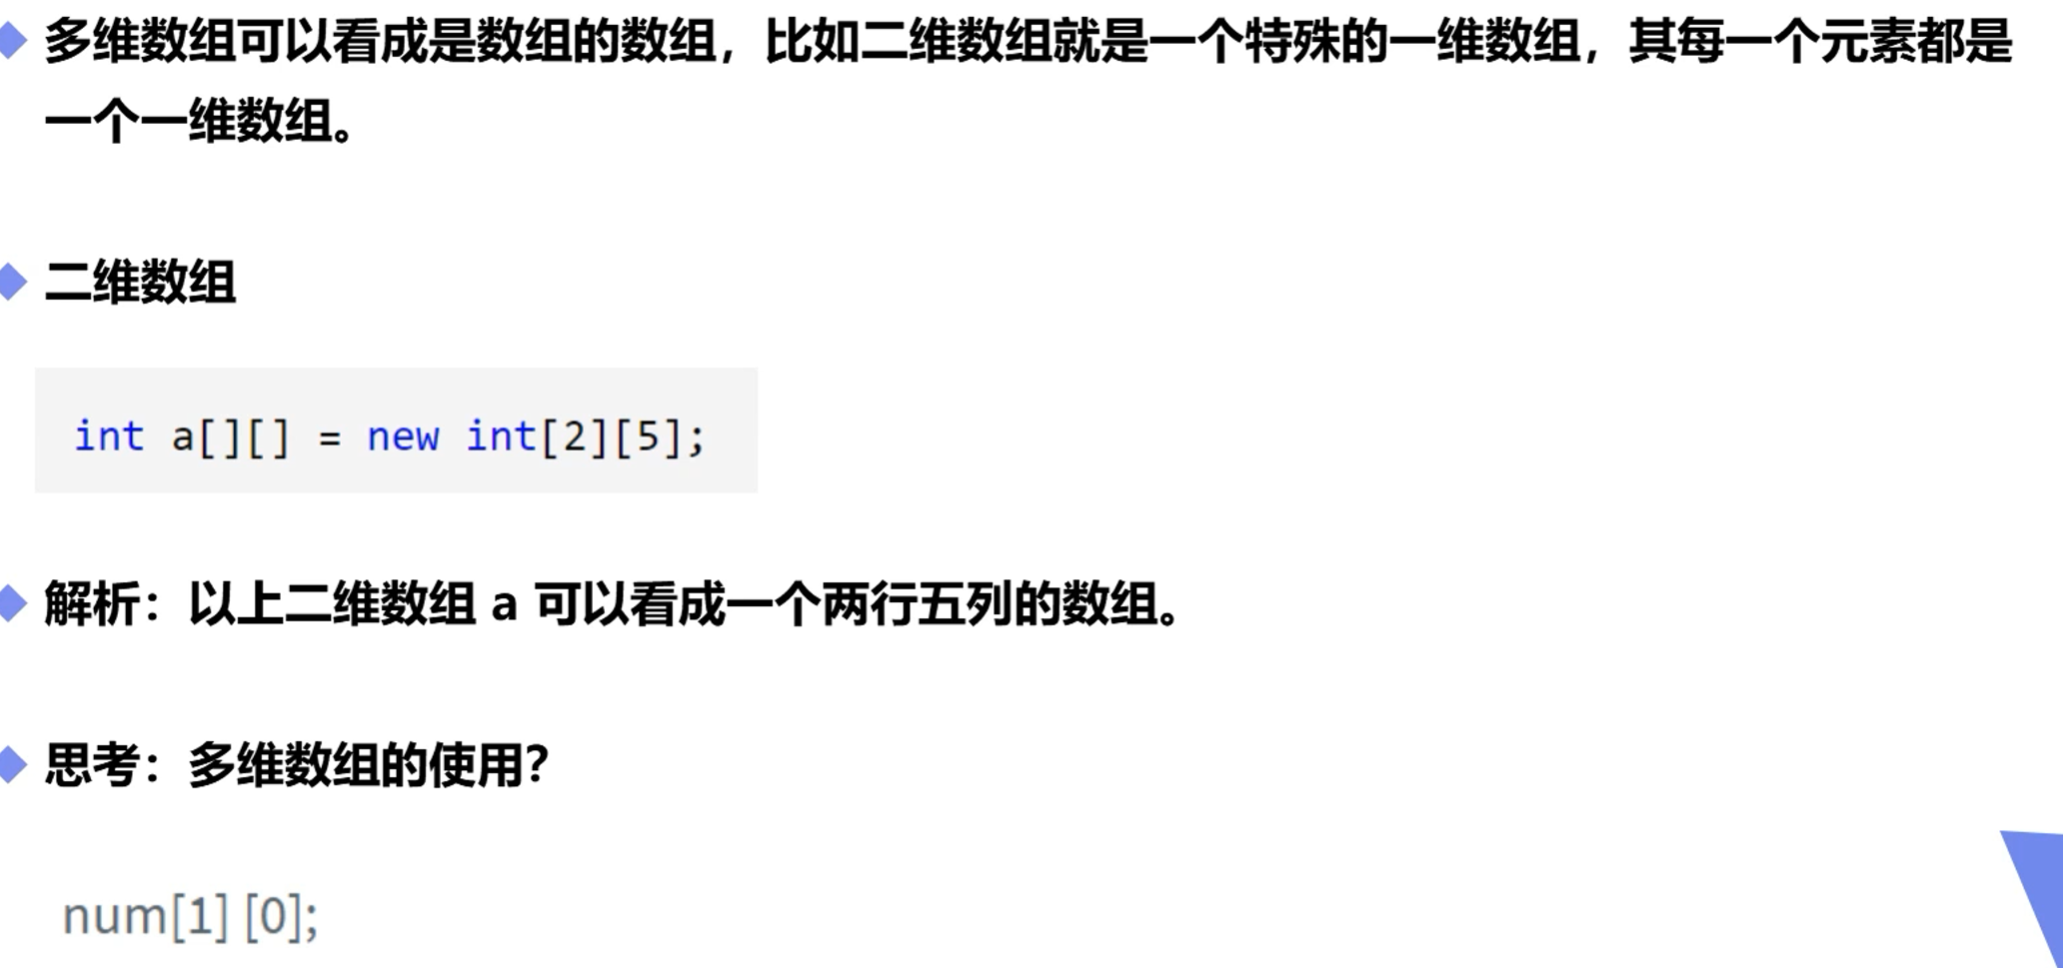 多维数组可以看成是数组的数组，比如二维数组就是一个特殊的一维数组，其每一个元素都是
一个一维数组。
二维数组
int a[][] = new int[2][5];
解析：以上二维数组 a 可以看成一个两行五列的数组。
思考：多维数组的使用？
num[1] [0];